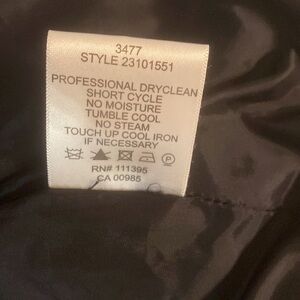 3477
STYLE 23101551
PROFESSIONAL DRYCLEAN
SHORT CYCLE
NO MOISTURE
TUMBLE COOL
NO STEAM
TOUCH UP COOL IRON
IF NECESSARY
P
RN# 111395
CA 00985